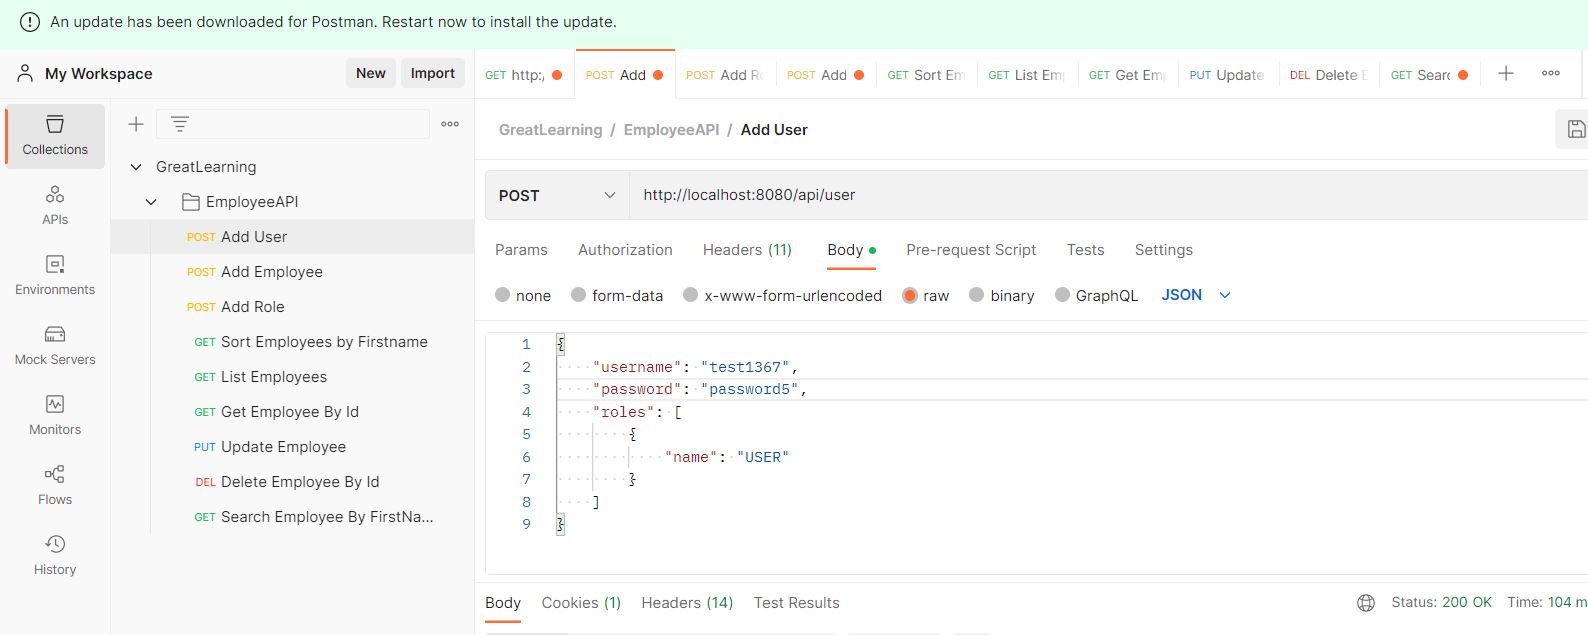 An update has been downloaded for Postman. Restart now to install the update.
My Workspace
New
Import
GET http:/
POST Add
POST Add R
POST Add
GET Sort Em
GET List Emp
GET Get Emp
PUT Update
DEL Delete E
GET Searc
Collections
APIs
Environments
Mock Servers
Monitors
Flows
History
GreatLearning
EmployeeAPI
POST Add User
POST Add Employee
POST Add Role
GET Sort Employees by Firstname
GET List Employees
GET Get Employee By Id
PUT Update Employee
DEL Delete Employee By Id
GET Search Employee By FirstNa...
GreatLearning / EmployeeAPI / Add User
POST http://localhost:8080/api/user
Params Authorization Headers (11) Body Pre-request Script Tests Settings
none form-data x-www-form-urlencoded raw binary GraphQL JSON
1 {
2 "username": "test1367",
3 "password": "password5",
4 "roles": [
5 {
6 "name": "USER"
7 }
8 ]
9 }
Body Cookies (1) Headers (14) Test Results
Status: 200 OK Time: 104 m